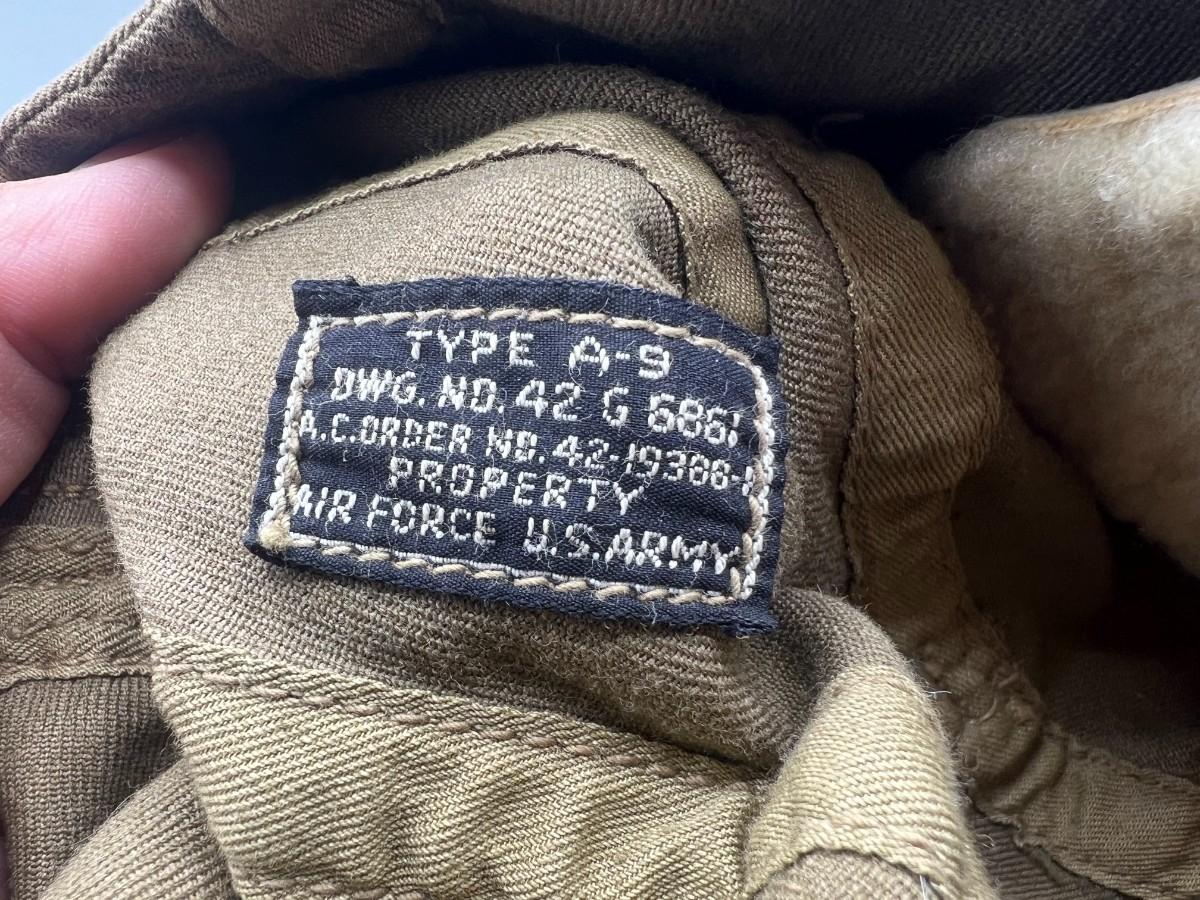 TYPE A-9
DWG. NO. 42 G 6861
A.C. ORDER NO. 42-19388-P
PROPERTY
AIR FORCE U.S. ARMY